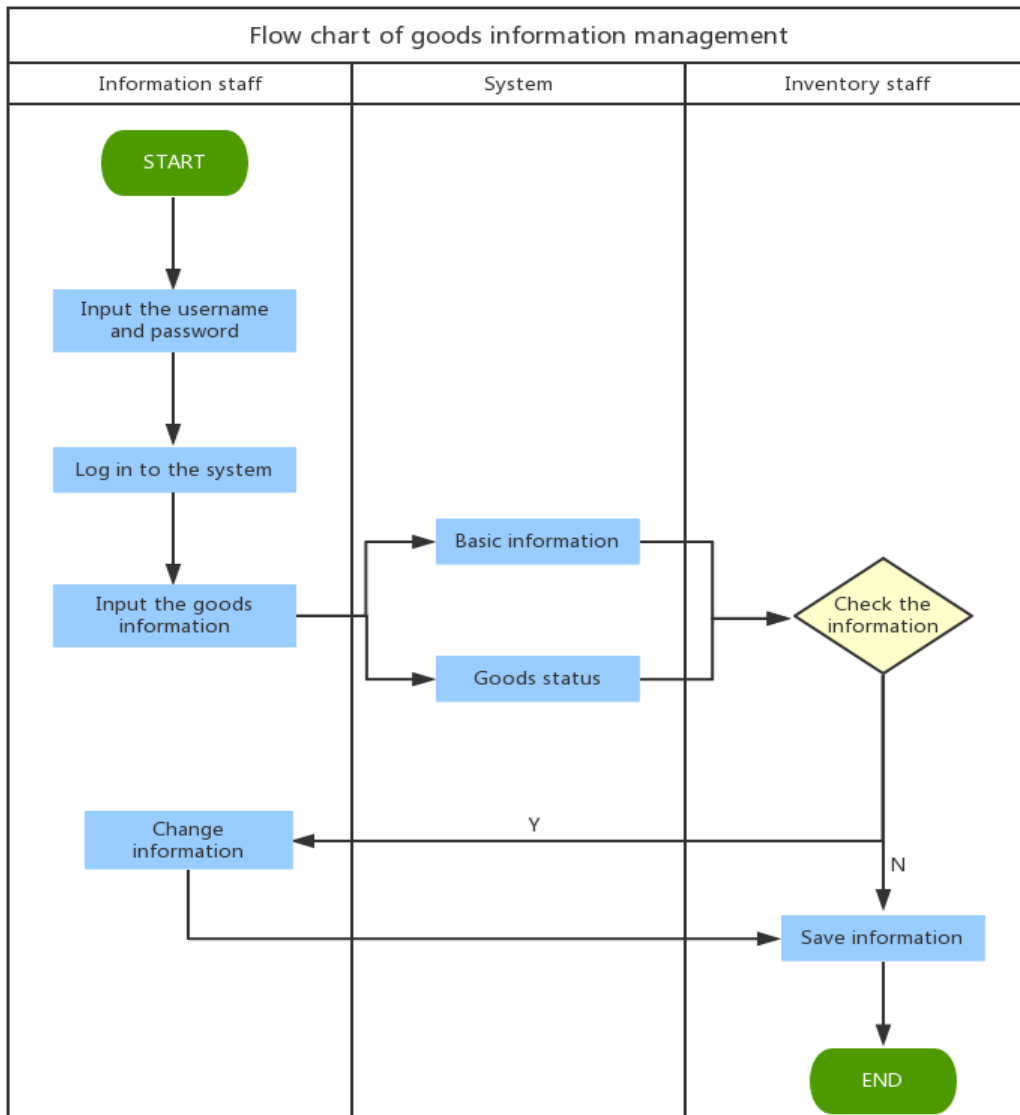 Flow chart of goods information management
Information staff
System
Inventory staff
START
Input the username
and password
Log in to the system
Input the goods
information
Basic information
Goods status
Check the
information
Change
information
Y
N
Save information
END